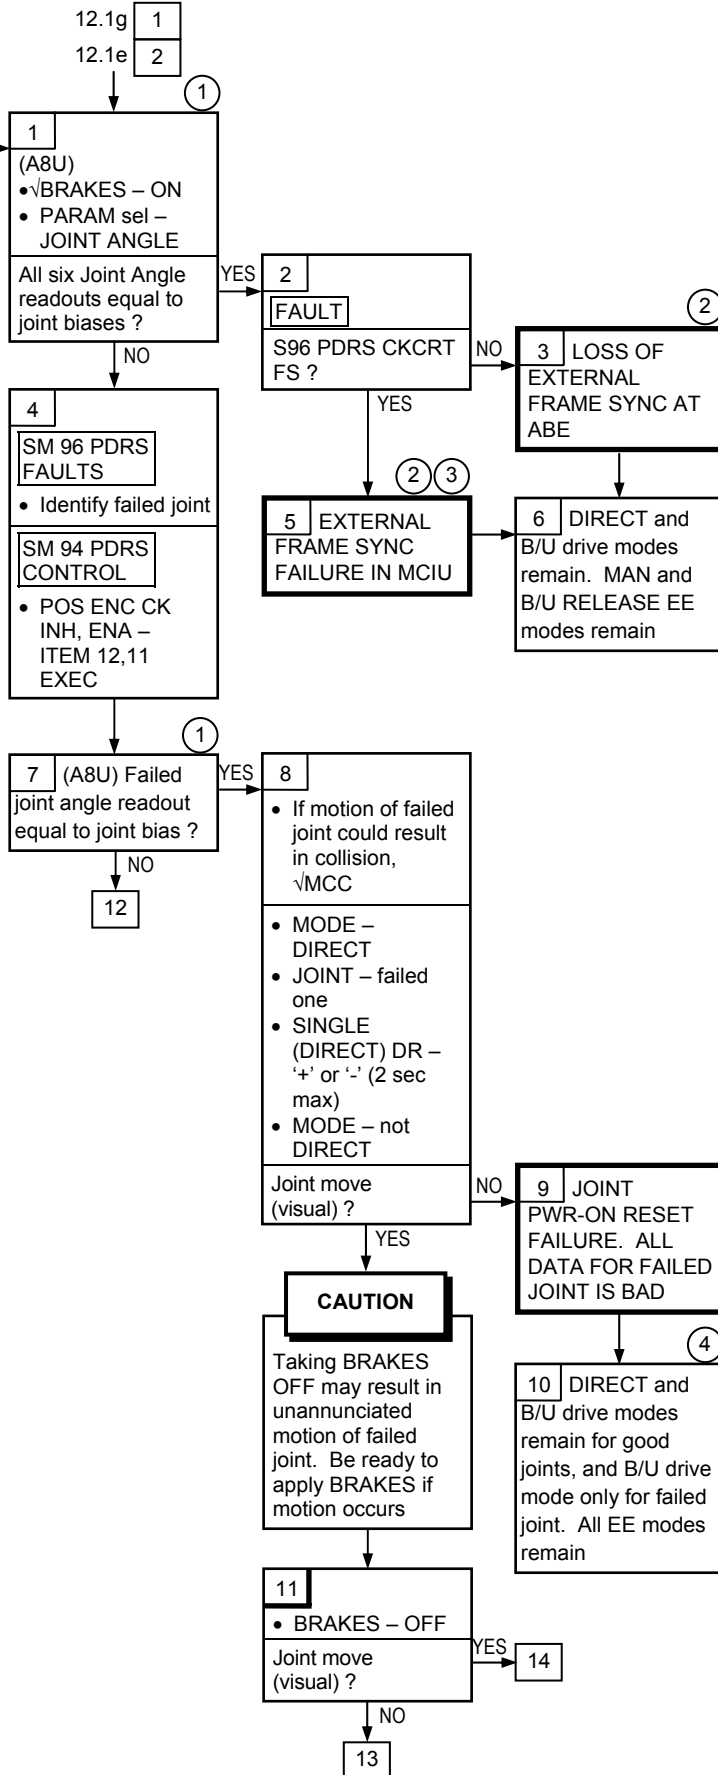 12.1g 1
12.1e 2
1
1
(A8U)
•√BRAKES – ON
• PARAM sel –
JOINT ANGLE
All six Joint Angle
readouts equal to
joint biases ?
YES
NO
2
FAULT
S96 PDRS CKCRT
FS ?
NO
YES
2
3 LOSS OF
EXTERNAL
FRAME SYNC AT
ABE
4
SM 96 PDRS
FAULTS
• Identify failed joint
SM 94 PDRS
CONTROL
• POS ENC CK
INH, ENA –
ITEM 12,11
EXEC
2 3
5 EXTERNAL
FRAME SYNC
FAILURE IN MCIU
6 DIRECT and
B/U drive modes
remain. MAN and
B/U RELEASE EE
modes remain
1
7 (A8U) Failed
joint angle readout
equal to joint bias ?
YES
NO
12
8
• If motion of failed
joint could result
in collision,
√MCC
• MODE –
DIRECT
• JOINT – failed
one
• SINGLE
(DIRECT) DR –
‘+’ or ‘-’ (2 sec
max)
• MODE – not
DIRECT
Joint move
(visual) ?
NO
YES
9 JOINT
PWR-ON RESET
FAILURE. ALL
DATA FOR FAILED
JOINT IS BAD
4
10 DIRECT and
B/U drive modes
remain for good
joints, and B/U drive
mode only for failed
joint. All EE modes
remain
CAUTION
Taking BRAKES
OFF may result in
unannunciated
motion of failed
joint. Be ready to
apply BRAKES if
motion occurs
11
• BRAKES – OFF
Joint move
(visual) ?
YES
14
NO
13